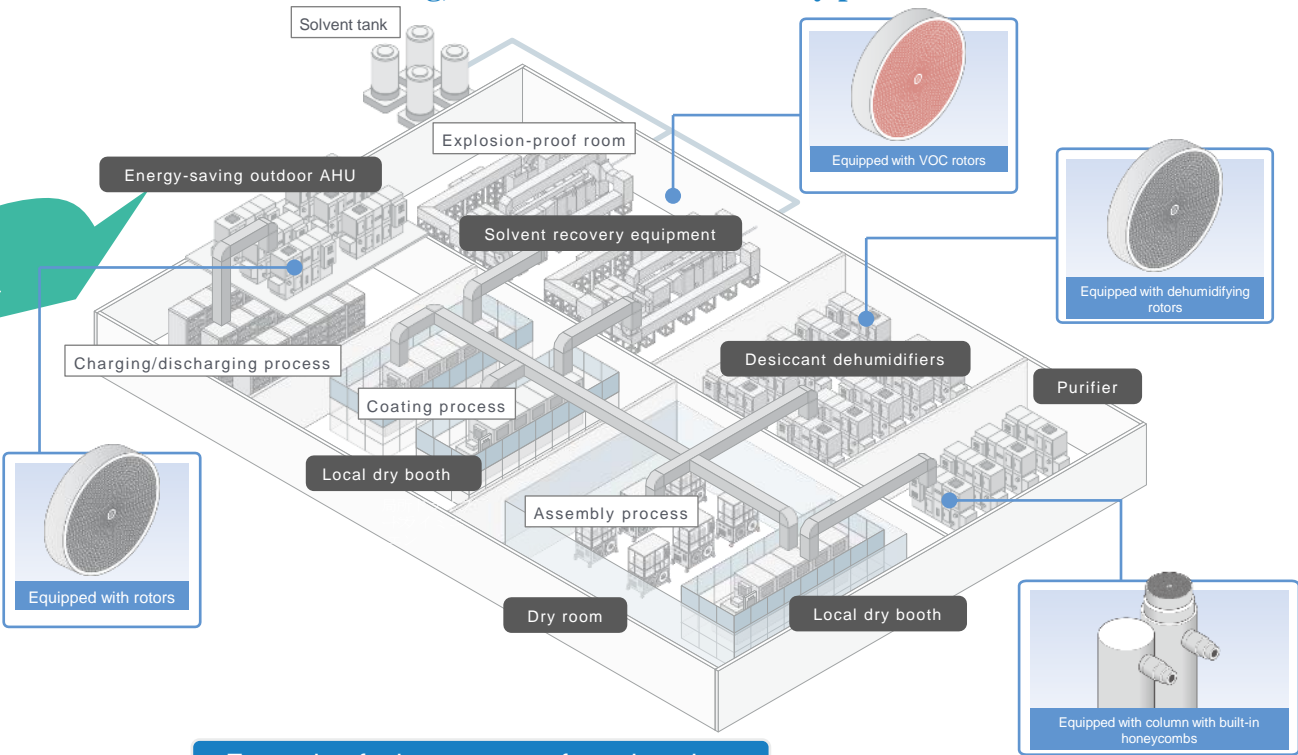 Solvent tank
Explosion-proof room
Equipped with VOC rotors
Energy-saving outdoor AHU
Solvent recovery equipment
Equipped with dehumidifying
rotors
Charging/discharging process
Desiccant dehumidifiers
Purifier
Coating process
Local dry booth
Assembly process
Equipped with rotors
Dry room
Local dry booth
Equipped with column with built-in
honeycombs